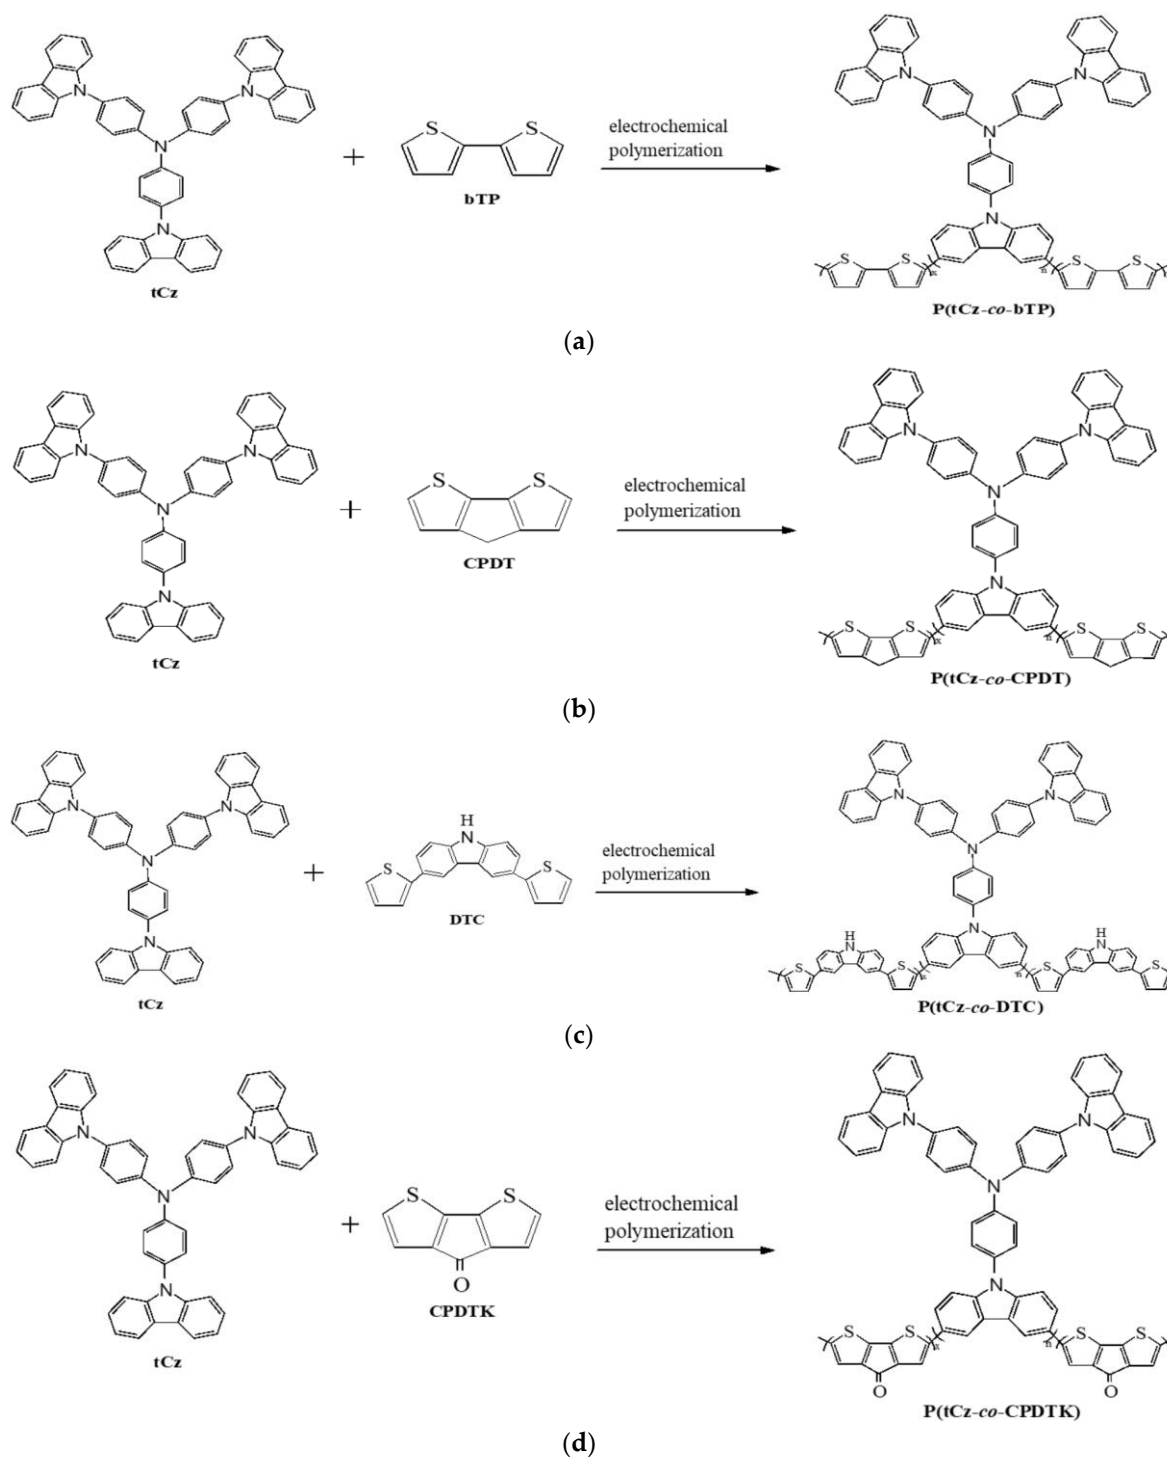 N
N
N
N
tCz
+
S
S
bTP
electrochemical
polymerization
N
N
N
N
S
S
x
n
S
S
n
P(tCz-co-bTP)
(a)
N
N
N
N
tCz
+
S
S
CPDT
electrochemical
polymerization
N
N
N
N
S
S
x
n
S
S
P(tCz-co-CPDT)
(b)
N
N
N
N
tCz
+
H
N
S
S
DTC
electrochemical
polymerization
N
N
N
N
H
N
S
S
n
S
H
N
S
P(tCz-co-DTC)
(c)
N
N
N
N
tCz
+
S
S
O
CPDTK
electrochemical
polymerization
N
N
N
N
S
S
x
n
S
S
O
O
P(tCz-co-CPDTK)
(d)